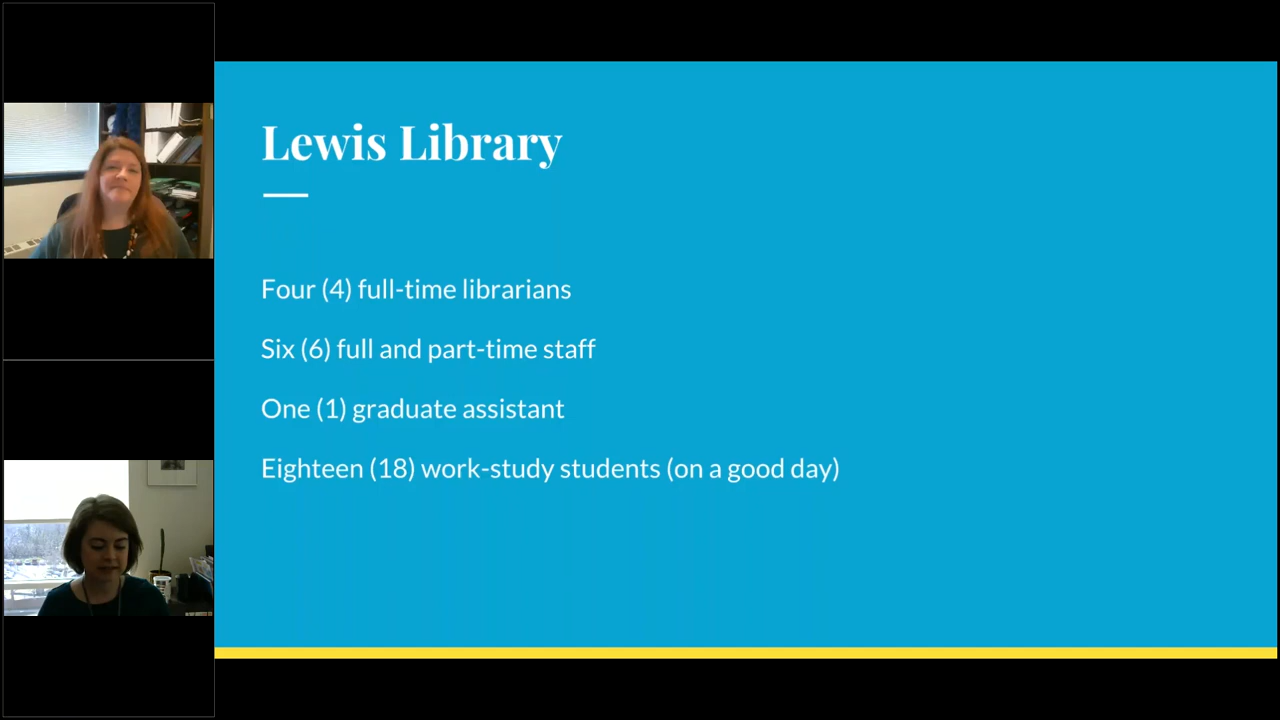 Lewis Library
Four (4) full-time librarians
Six (6) full and part-time staff
One (1) graduate assistant
Eighteen (18) work-study students (on a good day)